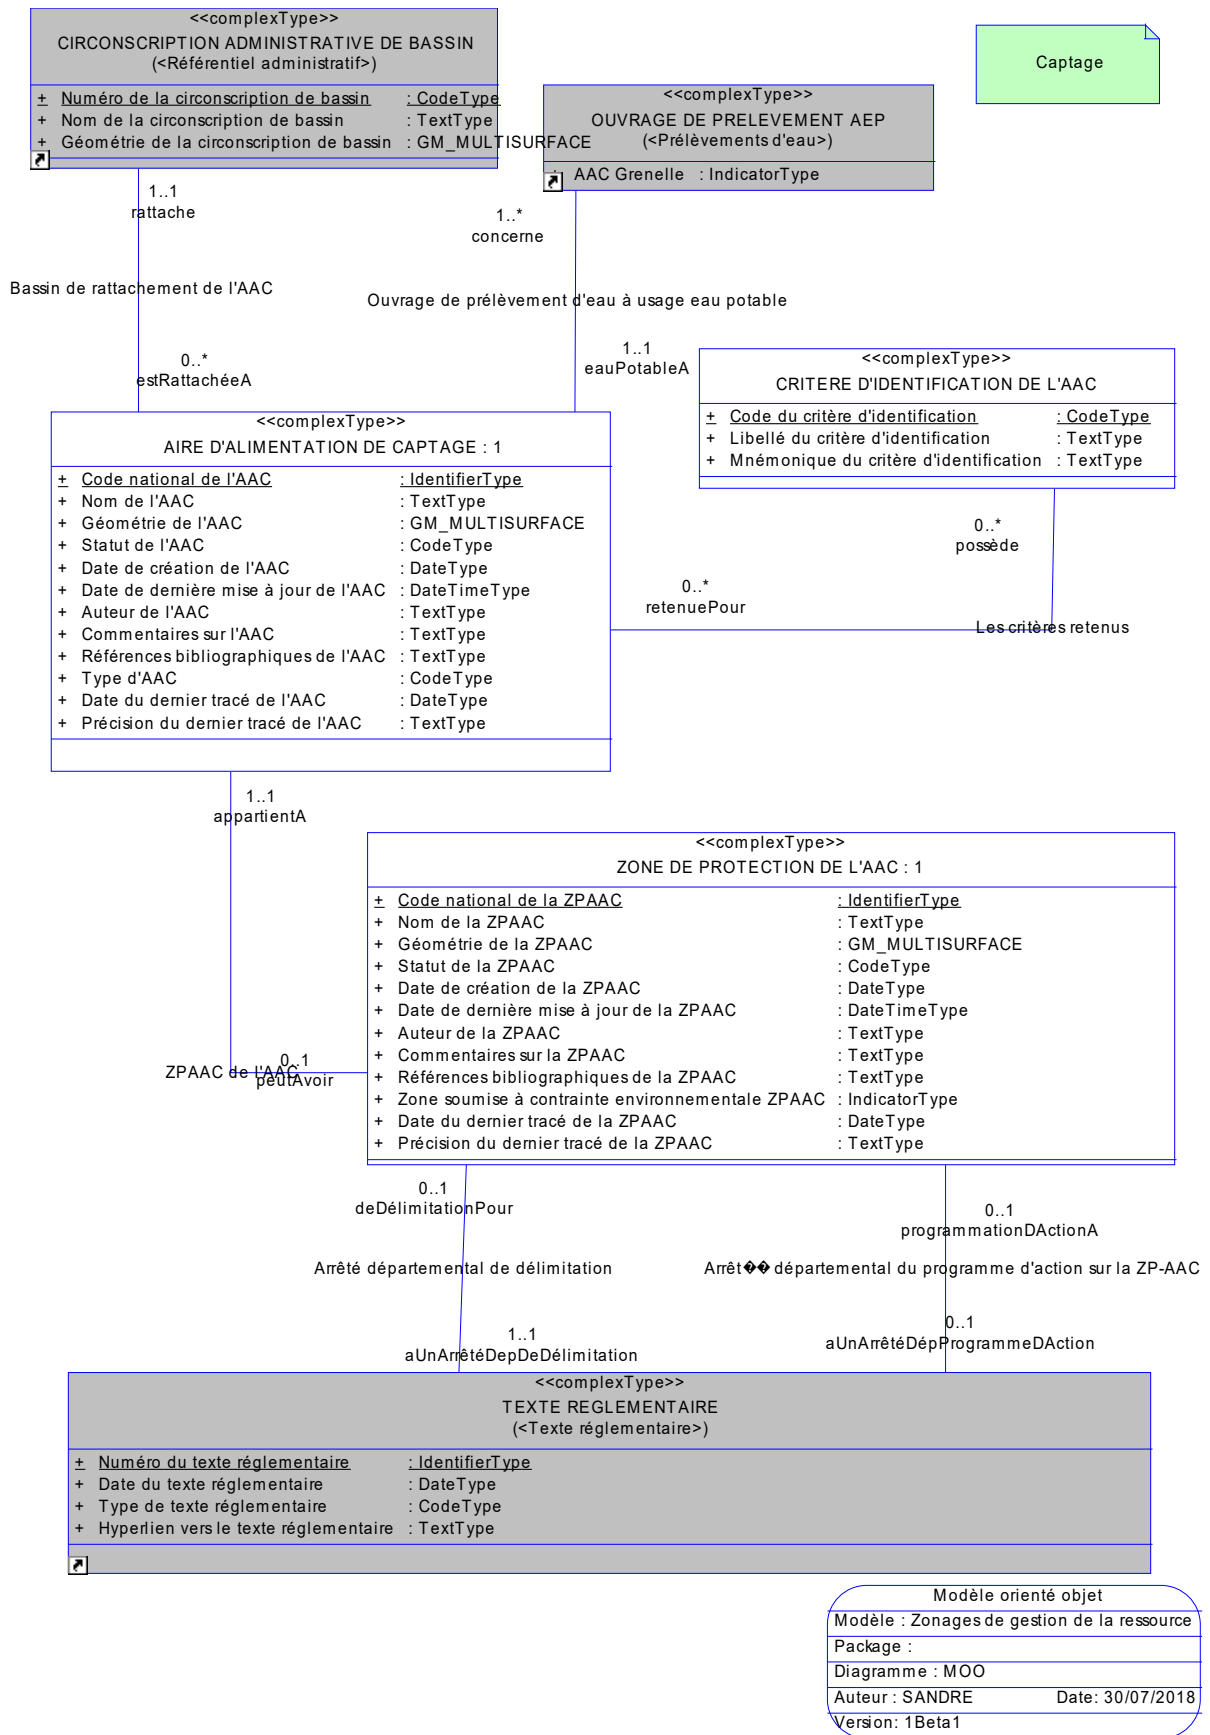 <<complexType>>
CIRCONSCRIPTION ADMINISTRATIVE DE BASSIN
(<Référentiel administratif>)
+ Numéro de la circonscription de bassin : CodeType
+ Nom de la circonscription de bassin : TextType
+ Géométrie de la circonscription de bassin : GM_MULTISURFACE
Captage
<<complexType>>
OUVRAGE DE PRELEVEMENT AEP
(<Prélèvements d'eau>)
AAC Grenelle : IndicatorType
1..1
rattache
1..*
concerne
Bassin de rattachement de l'AAC
Ouvrage de prélèvement d'eau à usage eau potable
0..*
estRattachéeA
1..1
eauPotableA
<<complexType>>
CRITERE D'IDENTIFICATION DE L'AAC
+ Code du critère d'identification : CodeType
+ Libellé du critère d'identification : TextType
+ Mnémonique du critère d'identification : TextType
<<complexType>>
AIRE D'ALIMENTATION DE CAPTAGE : 1
+ Code national de l'AAC : IdentifierType
+ Nom de l'AAC : TextType
+ Géométrie de l'AAC : GM_MULTISURFACE
+ Statut de l'AAC : CodeType
+ Date de création de l'AAC : DateType
+ Date de dernière mise à jour de l'AAC : DateTimeType
+ Auteur de l'AAC : TextType
+ Commentaires sur l'AAC : TextType
+ Références bibliographiques de l'AAC : TextType
+ Type d'AAC : CodeType
+ Date du dernier tracé de l'AAC : DateType
+ Précision du dernier tracé de l'AAC : TextType
0..*
possède
0..*
retenuePour
Les critères retenus
1..1
appartientA
<<complexType>>
ZONE DE PROTECTION DE L'AAC : 1
+ Code national de la ZPAAC : IdentifierType
+ Nom de la ZPAAC : TextType
+ Géométrie de la ZPAAC : GM_MULTISURFACE
+ Statut de la ZPAAC : CodeType
+ Date de création de la ZPAAC : DateType
+ Date de dernière mise à jour de la ZPAAC : DateTimeType
+ Auteur de la ZPAAC : TextType
+ Commentaires sur la ZPAAC : TextType
+ Références bibliographiques de la ZPAAC : TextType
+ Zone soumise à contrainte environnementale ZPAAC : IndicatorType
+ Date du dernier tracé de la ZPAAC : DateType
+ Précision du dernier tracé de la ZPAAC : TextType
0..1
ZPAAC de l'AAC
peutAvoir
0..1
deDélimitationPour
0..1
programmationDActionA
Arrêté départemental de délimitation
Arrêt�� départemental du programme d'action sur la ZP-AAC
1..1
aUnArrêtéDepDeDélimitation
0..1
aUnArrêtéDépProgrammeDAction
<<complexType>>
TEXTE REGLEMENTAIRE
(<Texte réglementaire>)
+ Numéro du texte réglementaire : IdentifierType
+ Date du texte réglementaire : DateType
+ Type de texte réglementaire : CodeType
+ Hyperlien vers le texte réglementaire : TextType
Modèle orienté objet
Modèle : Zonages de gestion de la ressource
Package :
Diagramme : MOO
Auteur : SANDRE Date: 30/07/2018
Version: 1Beta1